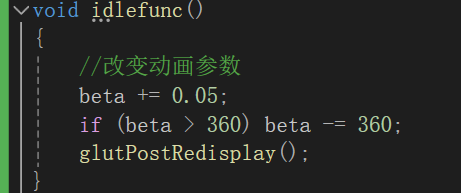 void idlefunc()
{
//改变动画参数
beta += 0.05;
if (beta > 360) beta -= 360;
glutPostRedisplay();
}